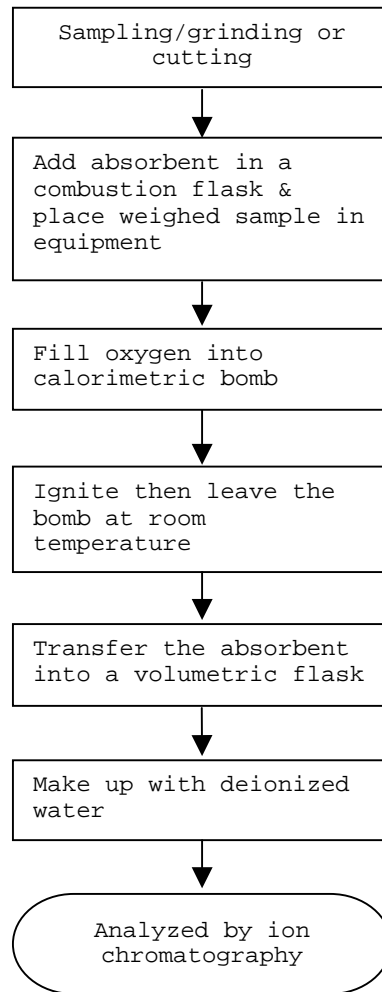 Sampling/grinding or
cutting
Add absorbent in a
combustion flask &
place weighed sample in
equipment
Fill oxygen into
calorimetric bomb
Ignite then leave the
bomb at room
temperature
Transfer the absorbent
into a volumetric flask
Make up with deionized
water
Analyzed by ion
chromatography